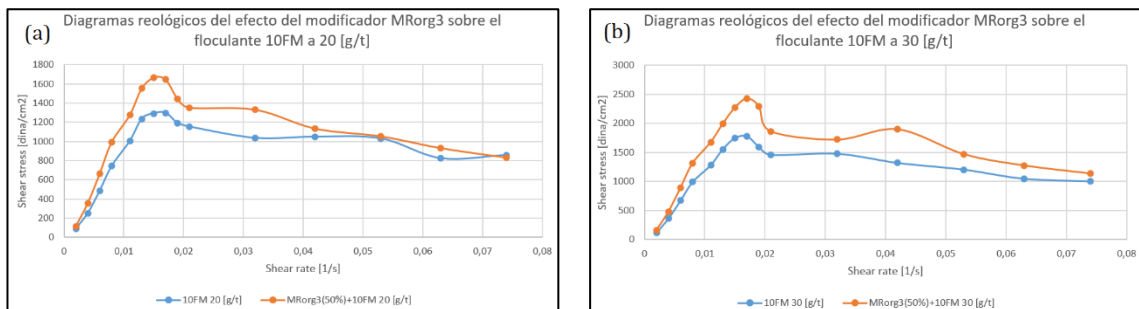 (a)
Diagramas reológicos del efecto del modificador MRorg3 sobre el
floculante 10FM a 20 [g/t]
Shear stress [dina/cm2]
1800
1600
1400
1200
1000
800
600
400
200
0
0 0,01 0,02 0,03 0,04 0,05 0,06 0,07 0,08
Shear rate [1/s]
10FM 20 [g/t] MRorg3(50%)+10FM 20 [g/t]
(b)
Diagramas reológicos del efecto del modificador MRorg3 sobre el
floculante 10FM a 30 [g/t]
Shear stress [dina/cm2]
3000
2500
2000
1500
1000
500
0
0 0,01 0,02 0,03 0,04 0,05 0,06 0,07 0,08
Shear rate [1/s]
10FM 30 [g/t] MRorg3(50%)+10FM 30 [g/t]